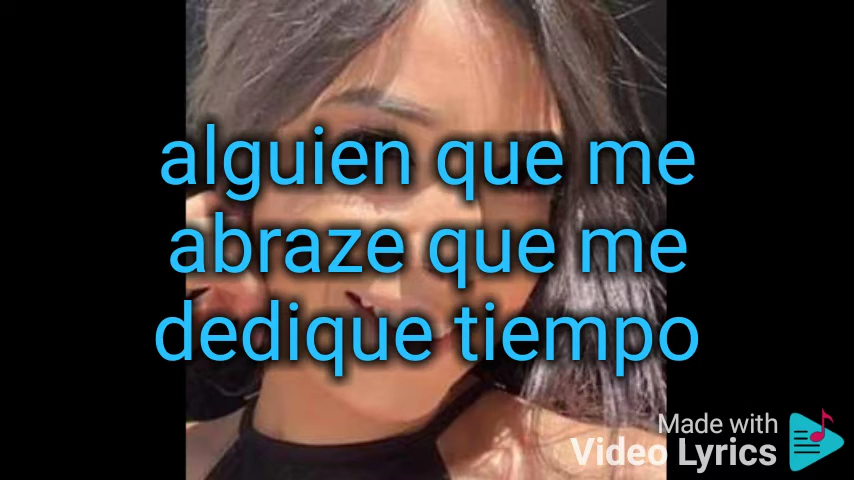 alguien que me
abraze que me
dedique tiempo
Made with
Video Lyrics